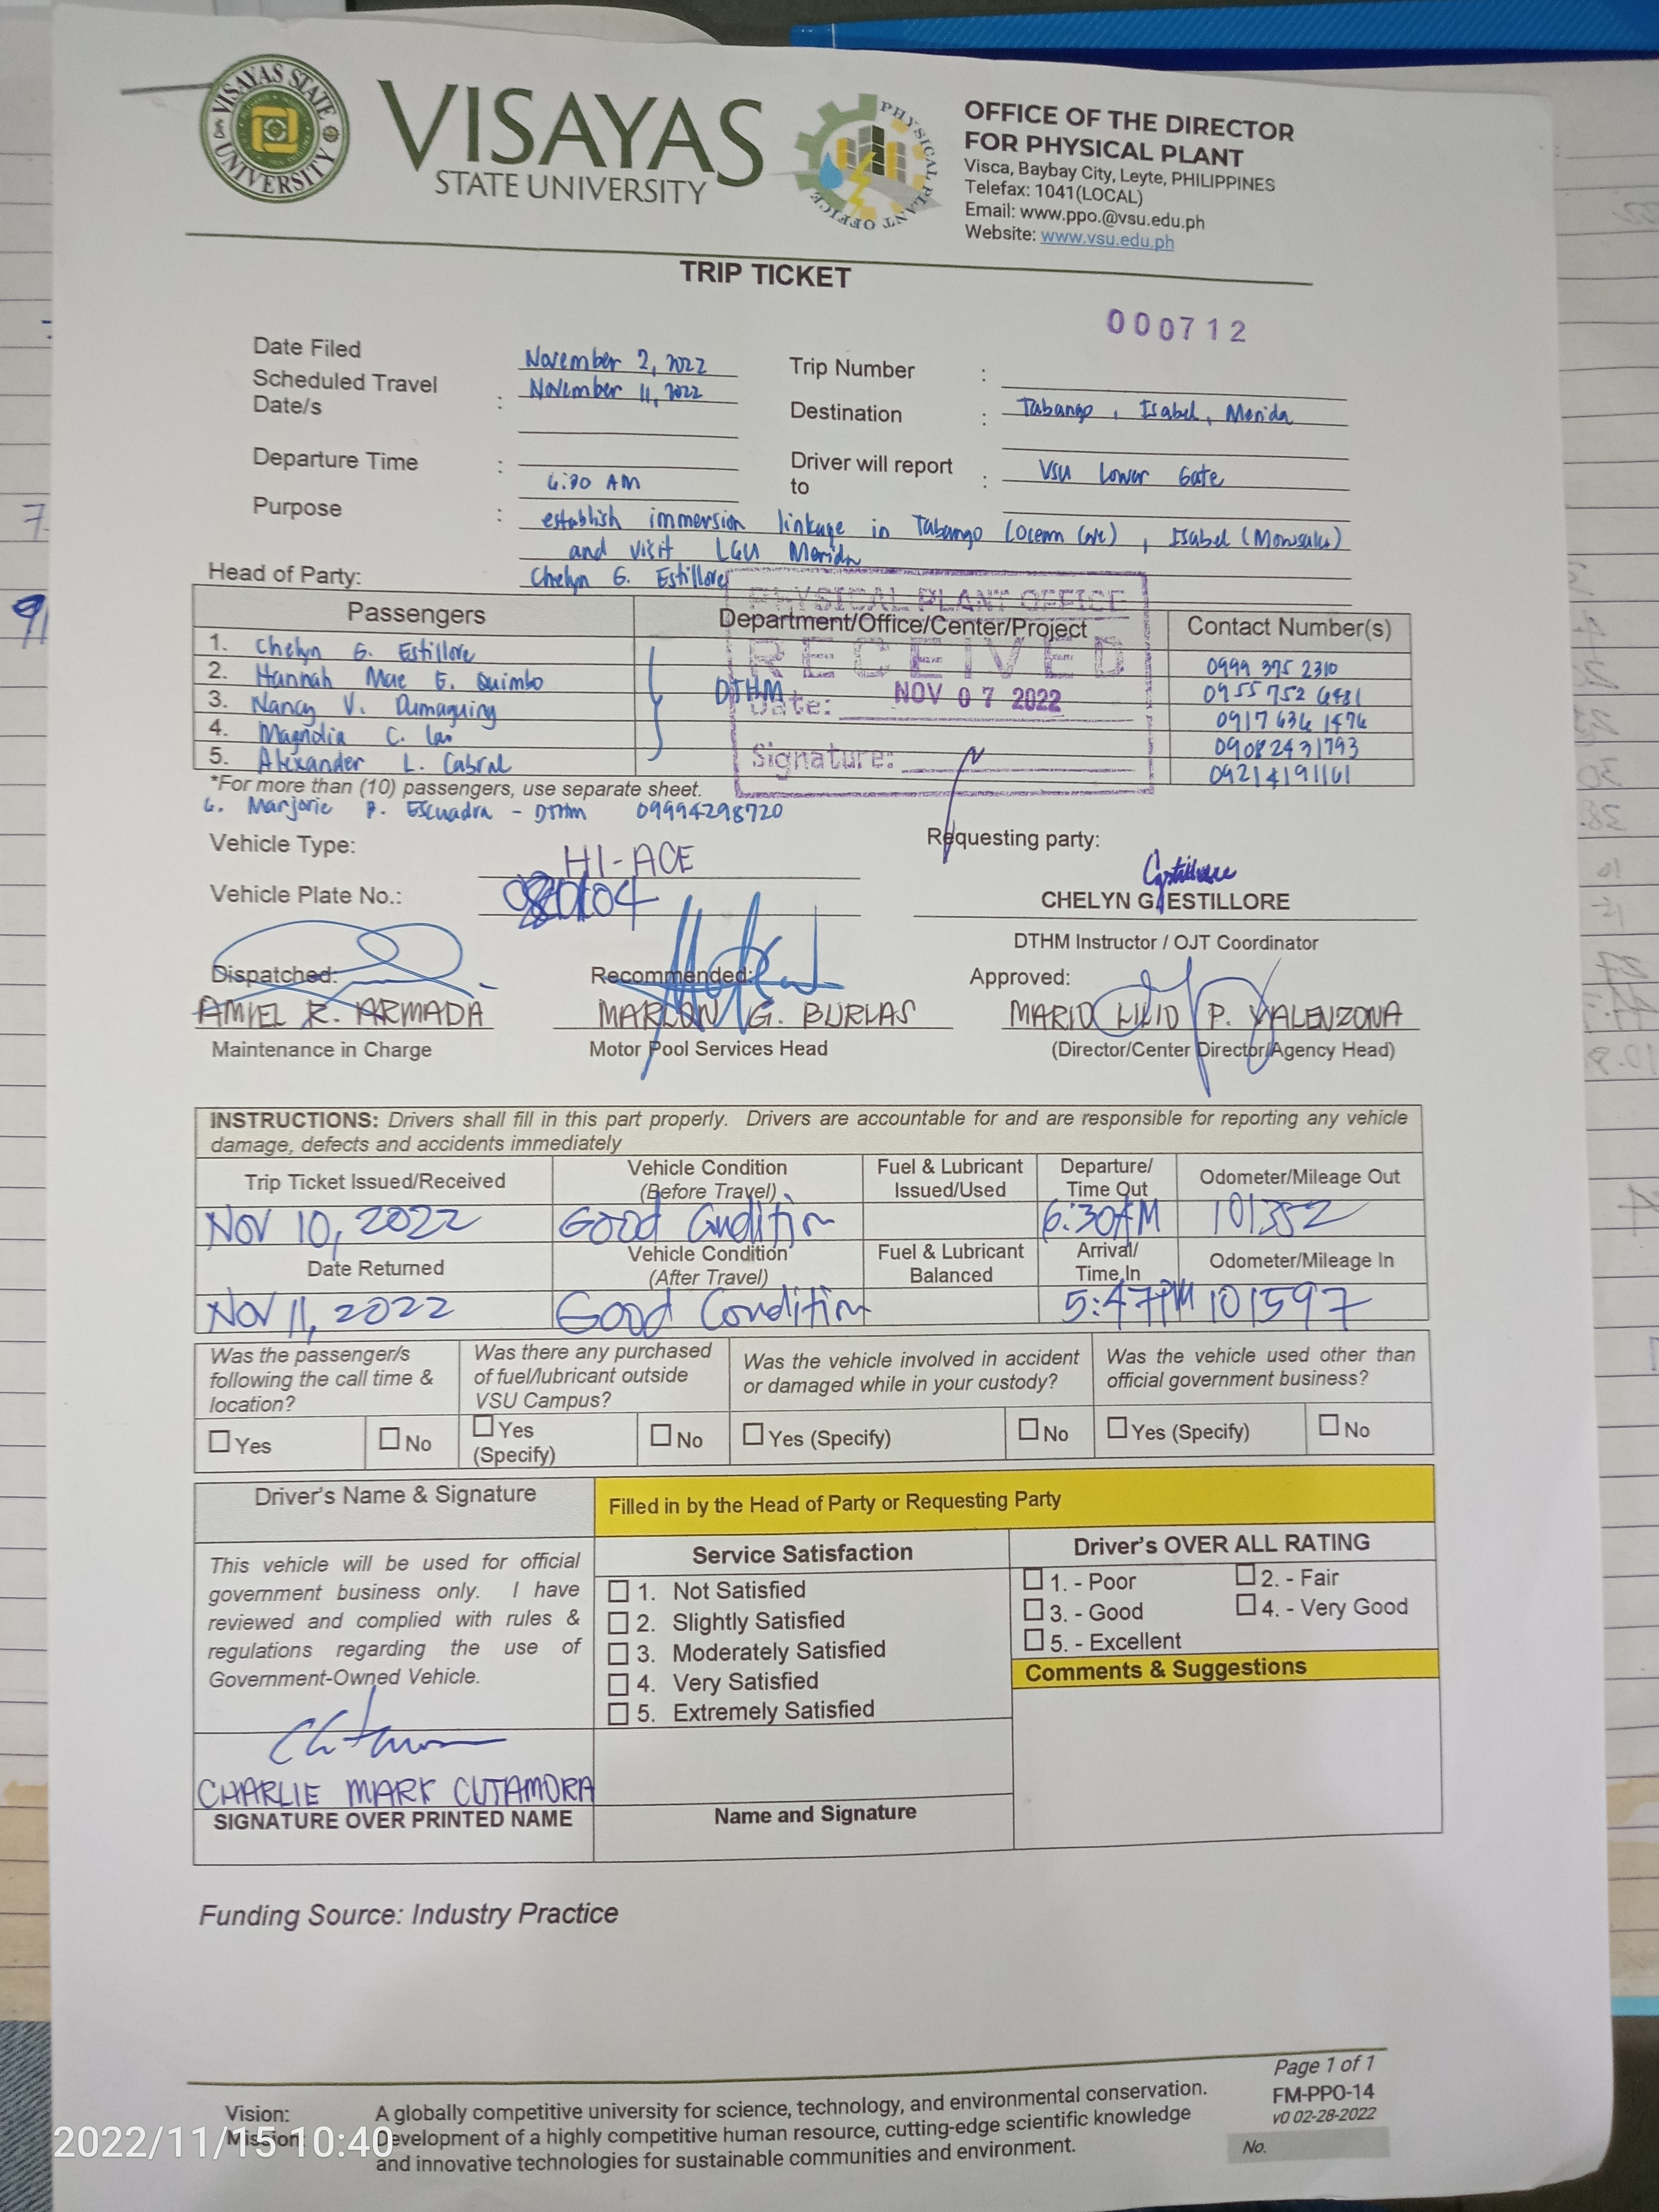 VISAYAS STATE UNIVERSITY
VISAYAS
STATE UNIVERSITY
PHYSICAL PLANT OFFICE
OFFICE OF THE DIRECTOR
FOR PHYSICAL PLANT
Visca, Baybay City, Leyte, PHILIPPINES
Telefax: 1041(LOCAL)
Email: www.ppo.@vsu.edu.ph
Website: www.vsu.edu.ph
TRIP TICKET
000712
Date Filed November 2, 2022 Trip Number :
Scheduled Travel Date/s : November 11, 2022 Destination : Tabango, Isabel, Merida
Departure Time : 6:30 AM Driver will report to : VSU Lower Gate
Purpose : establish immersion linkage in Tabango (Ocean , Isabel (
and visit LGU Merida
Head of Party: Chelyn G. Estillore
PHYSICAL PLANT OFFICE
RECEIVED
Date: NOV 07 2022
Signature:
Passengers Department/Office/Center/Project Contact Number(s)
1. Chelyn G. Estillore 0999 375 2310
2. Hannah Mae E. Quimbo 0955 752 6481
3. Nancy V. Dumaguing DTHM 0917 636 1476
4. Magnolia C. Lao 09082431793
5. Alexander L. Cabral 09214191161
*For more than (10) passengers, use separate sheet.
6. Marjorie P. Escuadra - DTHM 09994298720
Vehicle Type: HI-ACE Requesting party:
Vehicle Plate No.:
CHELYN G. ESTILLORE
DTHM Instructor / OJT Coordinator
Dispatched: Recommended: Approved:
AMIEL R. ARMADA MARLON G. BURLAS MARIO LILIO P. VALENZONA
Maintenance in Charge Motor Pool Services Head (Director/Center Director/Agency Head)
INSTRUCTIONS: Drivers shall fill in this part properly. Drivers are accountable for and are responsible for reporting any vehicle
damage, defects and accidents immediately
Trip Ticket Issued/Received Vehicle Condition (Before Travel) Fuel & Lubricant Issued/Used Departure/ Time Out Odometer/Mileage Out
NOV 10, 2022 Good Condition 6:30AM 101352
Date Returned Vehicle Condition (After Travel) Fuel & Lubricant Balanced Arrival/ Time In Odometer/Mileage In
NOV 11, 2022 Good Condition 5:47PM 101597
Was the passenger/s following the call time & location? Was there any purchased of fuel/lubricant outside VSU Campus? Was the vehicle involved in accident or damaged while in your custody? Was the vehicle used other than official government business?
☐ Yes ☐ No ☐ Yes (Specify) ☐ No ☐ Yes (Specify) ☐ No ☐ Yes (Specify) ☐ No
Driver's Name & Signature Filled in by the Head of Party or Requesting Party
This vehicle will be used for official
government business only. I have
reviewed and complied with rules &
regulations regarding the use of
Government-Owned Vehicle.
CHARLIE MARK CUTAMORA
SIGNATURE OVER PRINTED NAME
Service Satisfaction
☐ 1. Not Satisfied
☐ 2. Slightly Satisfied
☐ 3. Moderately Satisfied
☐ 4. Very Satisfied
☐ 5. Extremely Satisfied
Name and Signature
Driver's OVER ALL RATING
☐ 1. - Poor ☐ 2. - Fair
☐ 3. - Good ☐ 4. - Very Good
☐ 5. - Excellent
Comments & Suggestions
Funding Source: Industry Practice
Page 1 of 1
FM-PPO-14
v0 02-28-2022
No.
Vision: A globally competitive university for science, technology, and environmental conservation.
Mission: Development of a highly competitive human resource, cutting-edge scientific knowledge
and innovative technologies for sustainable communities and environment.
2022/11/15 10:40